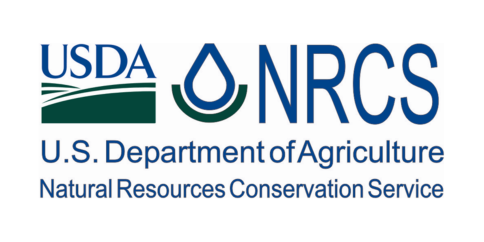 USDA NRCS
U.S. Department of Agriculture
Natural Resources Conservation Service